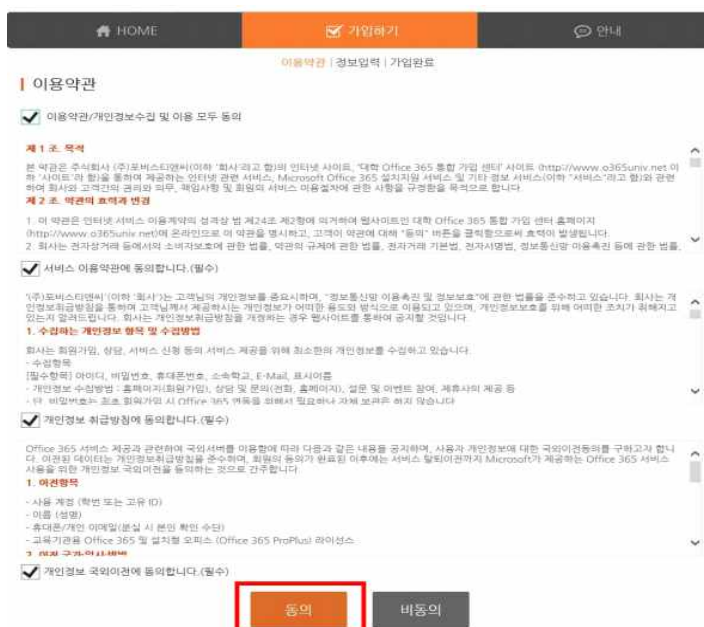 HOME
가입하기
안내
이용약관 | 정보입력 | 가입완료
이용약관
이용약관/개인정보수집 및 이용 모두 동의
제 1 조. 목적
본 약관은 주식회사 (주)포비스티앤씨(이하 '회사'라고 함)의 인터넷 사이트, "대학 Office 365 통합 가입 센터' 사이트 (http://www.o365univ.net 이
하 '사이트'라 함)을 통하여 제공하는 인터넷 관련 서비스, Microsoft Office 365 설치지원 서비스 및 기타 정보 서비스(이하 "서비스"라고 함)와 관련
하여 회사와 고객간의 권리와 의무, 책임사항 및 회원의 서비스 이용절차에 관한 사항을 규정함을 목적으로 합니다
제 2 조. 약관의 효력과 변경
1. 이 약관은 인터넷 서비스 이용계약의 성격상 법 제24조 제2항에 의거하여 웹사이트인 대학 Office 365 통합 가입 센터 홈페이지
(http://www.o365univ.net)에 온라인으로 이 약관을 명시하고, 고객이 약관에 대해 "동의" 버튼을 클릭함으로써 효력이 발생됩니다.
2. 회사는 전자상거래 등에서의 소비자보호에 관한 법률, 약관의 규제에 관한 법률, 전자거래 기본법, 전자서명법, 정보통신망 이용촉진 등에 관한 법률,
서비스 이용약관에 동의합니다.(필수)
'(주)포비스티앤씨'(이하 '회사')는 고객님의 개인정보를 중요시하며, "정보통신망 이용촉진 및 정보보호"에 관한 법률을 준수하고 있습니다. 회사는 개
인정보취급방침을 통하여 고객님께서 제공하시는 개인정보가 어떠한 용도와 방식으로 이용되고 있으며, 개인정보보호를 위해 어떠한 조치가 취해지고
있는지 알려드립니다. 회사는 개인정보취급방침을 개정하는 경우 웹사이트를 통하여 공지할 것입니다
1. 수집하는 개인정보 항목 및 수집방법
회사는 회원가입, 상담, 서비스 신청 등의 서비스 제공을 위해 최소한의 개인정보를 수집하고 있습니다.
- 수집항목
[필수항목] 아이디, 비밀번호, 휴대폰번호, 소속학교, E-Mail, 표시이름
- 개인정보 수집방법 : 홈페이지(회원가입), 상담 및 문의(전화, 홈페이지), 설문 및 이벤트 참여, 제휴사의 제공 등
- 단, 비밀번호는 최초 회원가입 시 Office 365 연동을 위해서 필요하나 자체 보관은 하지 않습니다
개인정보 취급방침에 동의합니다.(필수)
Office 365 서비스 제공과 관련하여 국외서버를 이용함에 따라 다음과 같은 내용을 공지하며, 사용과 개인정보에 대한 국외이전동의를 구하고자 합니
다. 이전된 데이터는 개인정보취급방침을 준수하며, 회원의 동의가 완료된 이후에는 서비스 탈퇴이전까지 Microsoft가 제공하는 Office 365 서비스
사용을 위한 개인정보 국외이전을 동의하는 것으로 간주합니다.
1. 이전항목
- 사용 계정 (학번 또는 고유 ID)
- 이름 (성명)
- 휴대폰/개인 이메일(분실 시 본인 확인 수단)
- 교육기관용 Office 365 및 설치형 오피스 (Office 365 ProPlus) 라이선스
개인정보 국외이전에 동의합니다.(필수)
동의
비동의